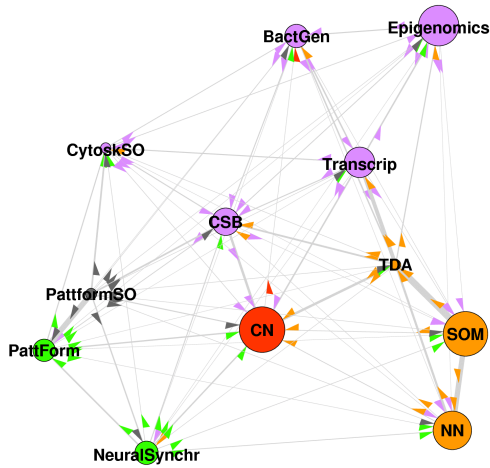 Epigenomics
BactGen
CytoskSO
Transcrip
CSB
TDA
PattformSO
CN
SOM
PattForm
NN
NeuralSynchr